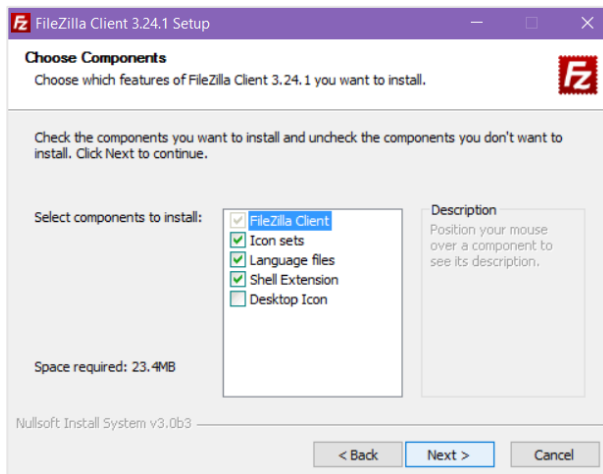 FileZilla Client 3.24.1 Setup
Choose Components
Choose which features of FileZilla Client 3.24.1 you want to install.
Fz
Check the components you want to install and uncheck the components you don't want to
install. Click Next to continue.
Select components to install:
FileZilla Client
Icon sets
Language files
Shell Extension
Desktop Icon
Description
Position your mouse
over a component to
see its description.
Space required: 23.4MB
Nullsoft Install System v3.0b3
< Back
Next >
Cancel